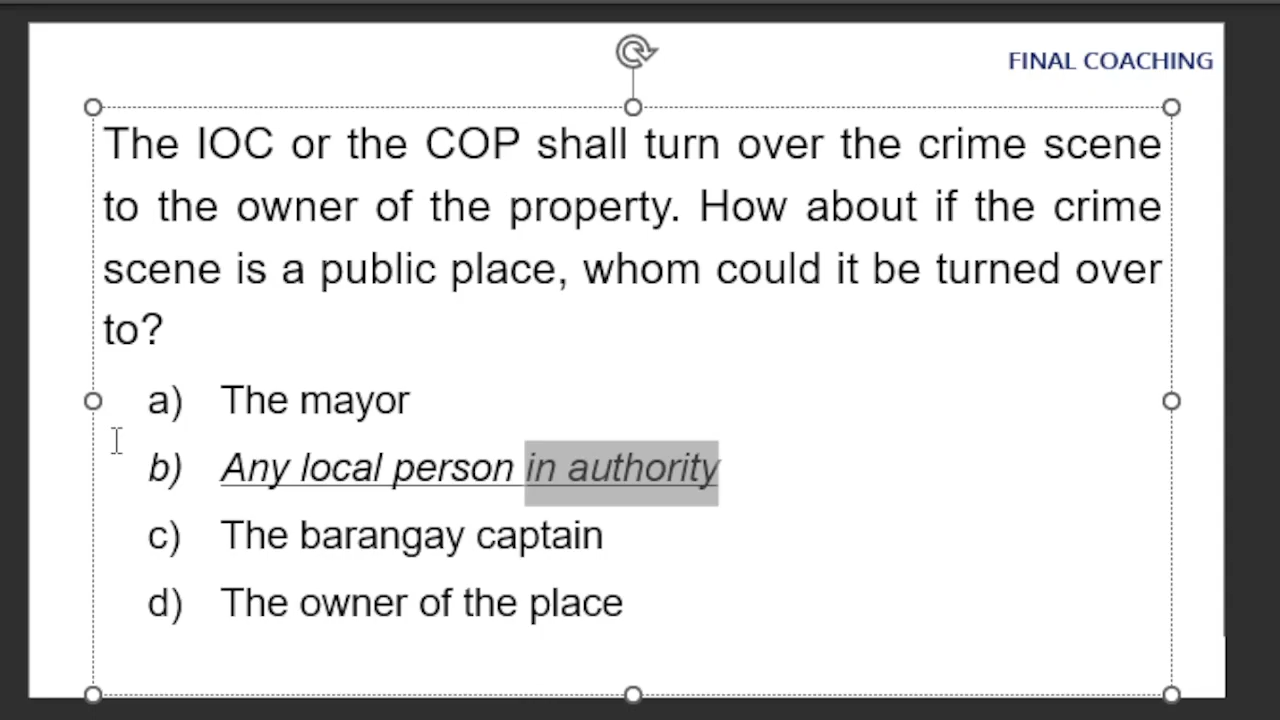 FINAL COACHING
The IOC or the COP shall turn over the crime scene
to the owner of the property. How about if the crime
scene is a public place, whom could it be turned over
to?
a) The mayor
b) Any local person in authority
c) The barangay captain
d) The owner of the place